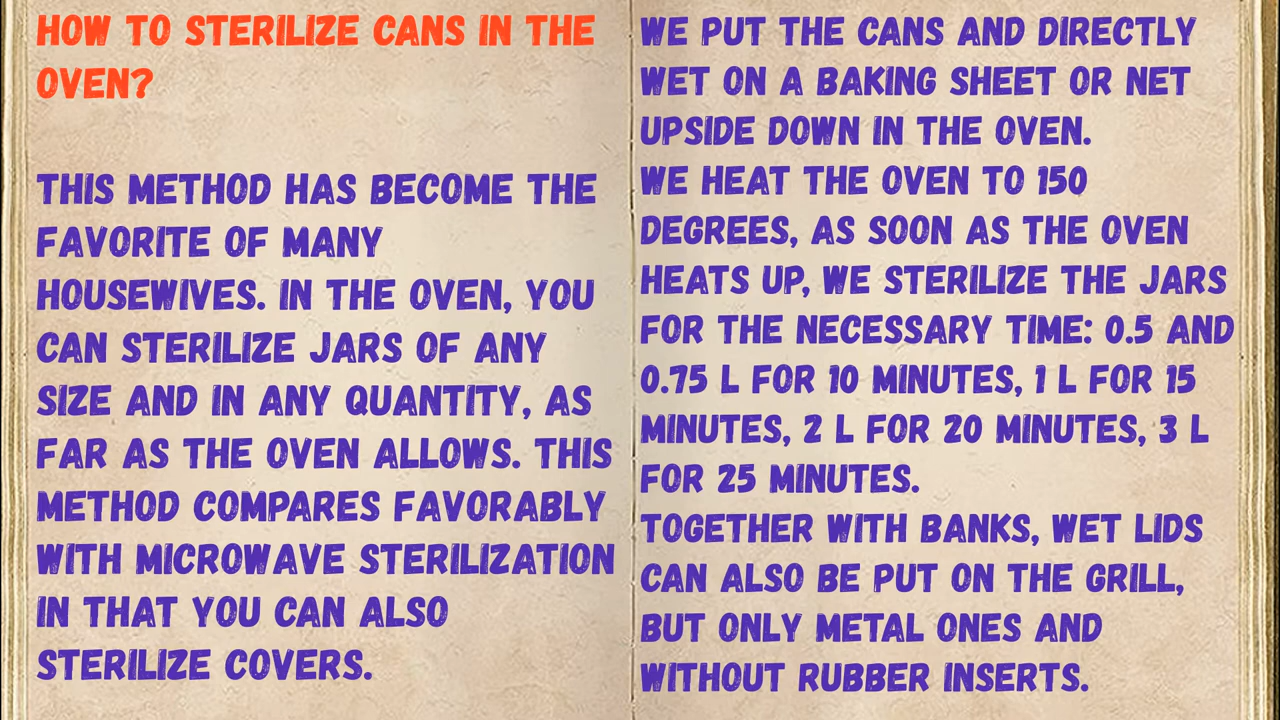 HOW TO STERILIZE CANS IN THE
OVEN?
THIS METHOD HAS BECOME THE
FAVORITE OF MANY
HOUSEWIVES. IN THE OVEN, YOU
CAN STERILIZE JARS OF ANY
SIZE AND IN ANY QUANTITY, AS
FAR AS THE OVEN ALLOWS. THIS
METHOD COMPARES FAVORABLY
WITH MICROWAVE STERILIZATION
IN THAT YOU CAN ALSO
STERILIZE COVERS.
WE PUT THE CANS AND DIRECTLY
WET ON A BAKING SHEET OR NET
UPSIDE DOWN IN THE OVEN.
WE HEAT THE OVEN TO 150
DEGREES, AS SOON AS THE OVEN
HEATS UP, WE STERILIZE THE JARS
FOR THE NECESSARY TIME: 0.5 AND
0.75 L FOR 10 MINUTES, 1 L FOR 15
MINUTES, 2 L FOR 20 MINUTES, 3 L
FOR 25 MINUTES.
TOGETHER WITH BANKS, WET LIDS
CAN ALSO BE PUT ON THE GRILL,
BUT ONLY METAL ONES AND
WITHOUT RUBBER INSERTS.